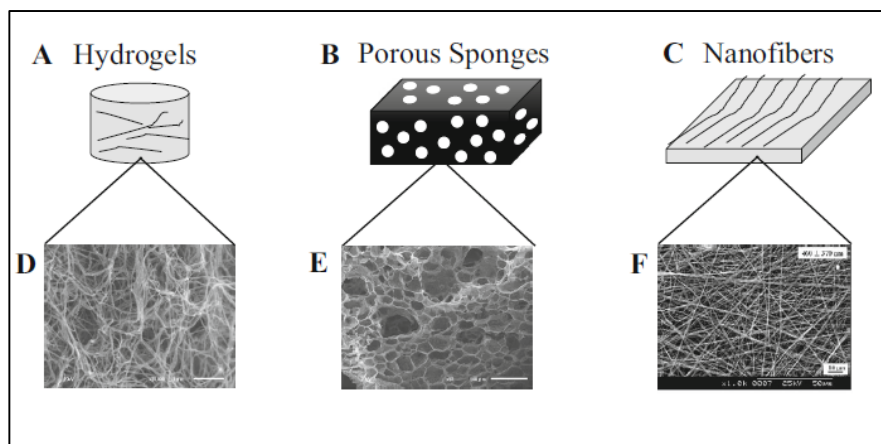 A Hydrogels
B Porous Sponges
C Nanofibers
D
E
F
x1.0k 0007 25kV 50um